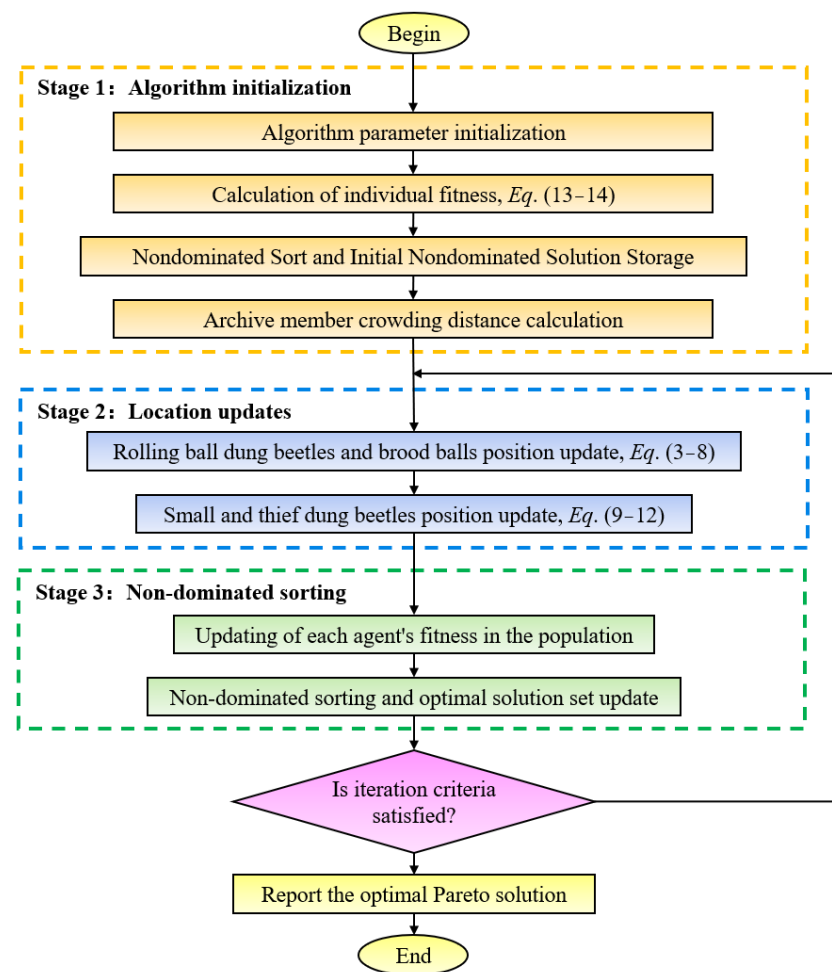 Begin
Stage 1：Algorithm initialization
Algorithm parameter initialization
Calculation of individual fitness, Eq. (13−14)
Nondominated Sort and Initial Nondominated Solution Storage
Archive member crowding distance calculation
Stage 2：Location updates
Rolling ball dung beetles and brood balls position update, Eq. (3−8)
Small and thief dung beetles position update, Eq. (9−12)
Stage 3：Non-dominated sorting
Updating of each agent's fitness in the population
Non-dominated sorting and optimal solution set update
Is iteration criteria
satisfied?
Report the optimal Pareto solution
End